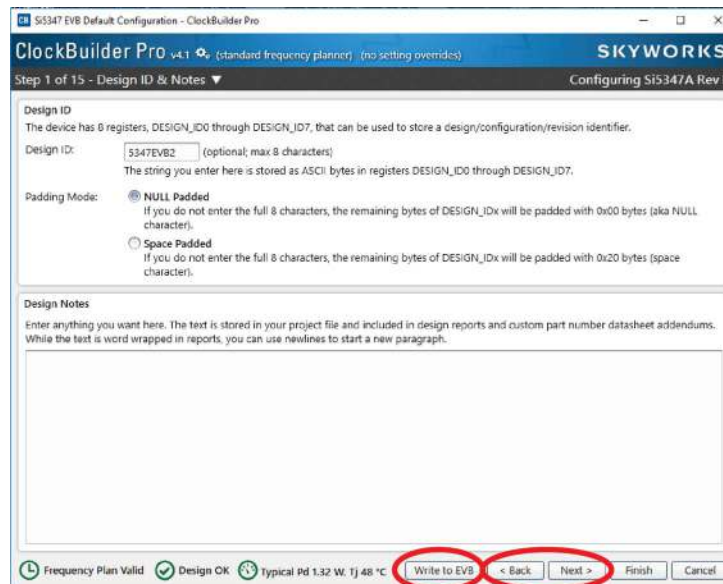 CB Si5347 EVB Default Configuration - ClockBuilder Pro
ClockBuilder Pro v4.1 (standard frequency planner) (no setting overrides) SKYWORKS
Step 1 of 15 - Design ID & Notes ▼ Configuring Si5347A Rev
Design ID
The device has 8 registers, DESIGN_ID0 through DESIGN_ID7, that can be used to store a design/configuration/revision identifier.
Design ID: 5347EVB2 (optional; max 8 characters)
The string you enter here is stored as ASCII bytes in registers DESIGN_ID0 through DESIGN_ID7.
Padding Mode: NULL Padded
If you do not enter the full 8 characters, the remaining bytes of DESIGN_IDx will be padded with 0x00 bytes (aka NULL
character).
Space Padded
If you do not enter the full 8 characters, the remaining bytes of DESIGN_IDx will be padded with 0x20 bytes (space
character).
Design Notes
Enter anything you want here. The text is stored in your project file and included in design reports and custom part number datasheet addendums.
While the text is word wrapped in reports, you can use newlines to start a new paragraph.
Frequency Plan Valid Design OK Typical Pd 1.32 W, Tj 48 °C Write to EVB < Back Next > Finish Cancel